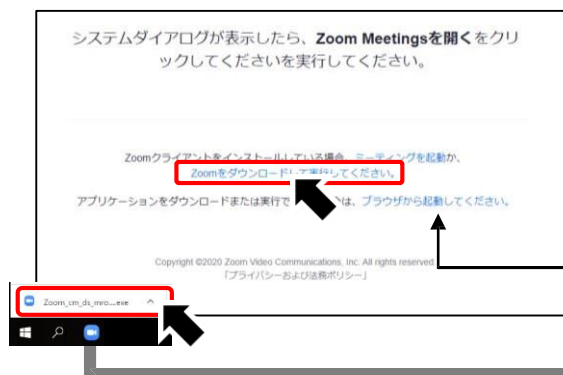 システムダイアログが表示したら、Zoom Meetingsを開くをクリ
ックしてくださいを実行してください。
Zoomクライアントをインストールしている場合、ミーティングを起動か、
Zoomをダウンロードして実行してください。
アプリケーションをダウンロードまたは実行で は、ブラウザから起動してください。
Copyright ©2020 Zoom Video Communications, Inc. All rights reserved.
「プライバシーおよび法務ポリシー」
Zoom_cm_ds_mro....exe